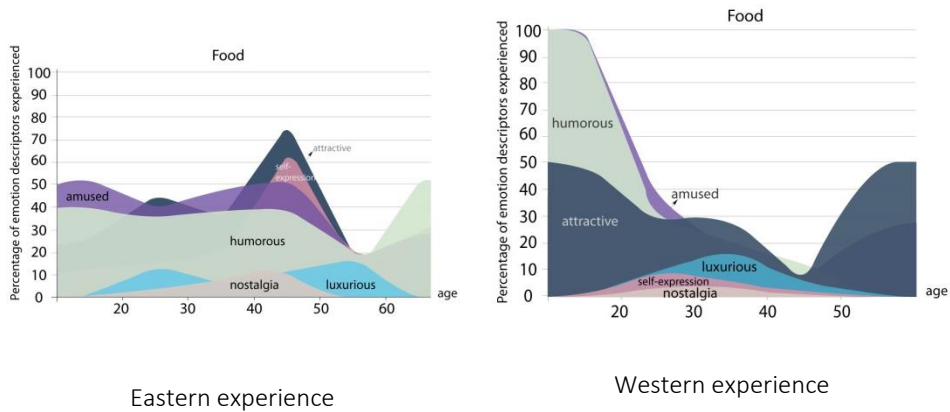 Food
Percentage of emotion descriptors experienced
100
90
80
70
60
50
40
30
20
10
0
attractive
self-
expression
amused
humorous
nostalgia
luxurious
age
20
30
40
50
60
Eastern experience
Food
Percentage of emotion descriptors experienced
100
90
80
70
60
50
40
30
20
10
0
humorous
amused
attractive
luxurious
self-expression
nostalgia
age
20
30
40
50
Western experience